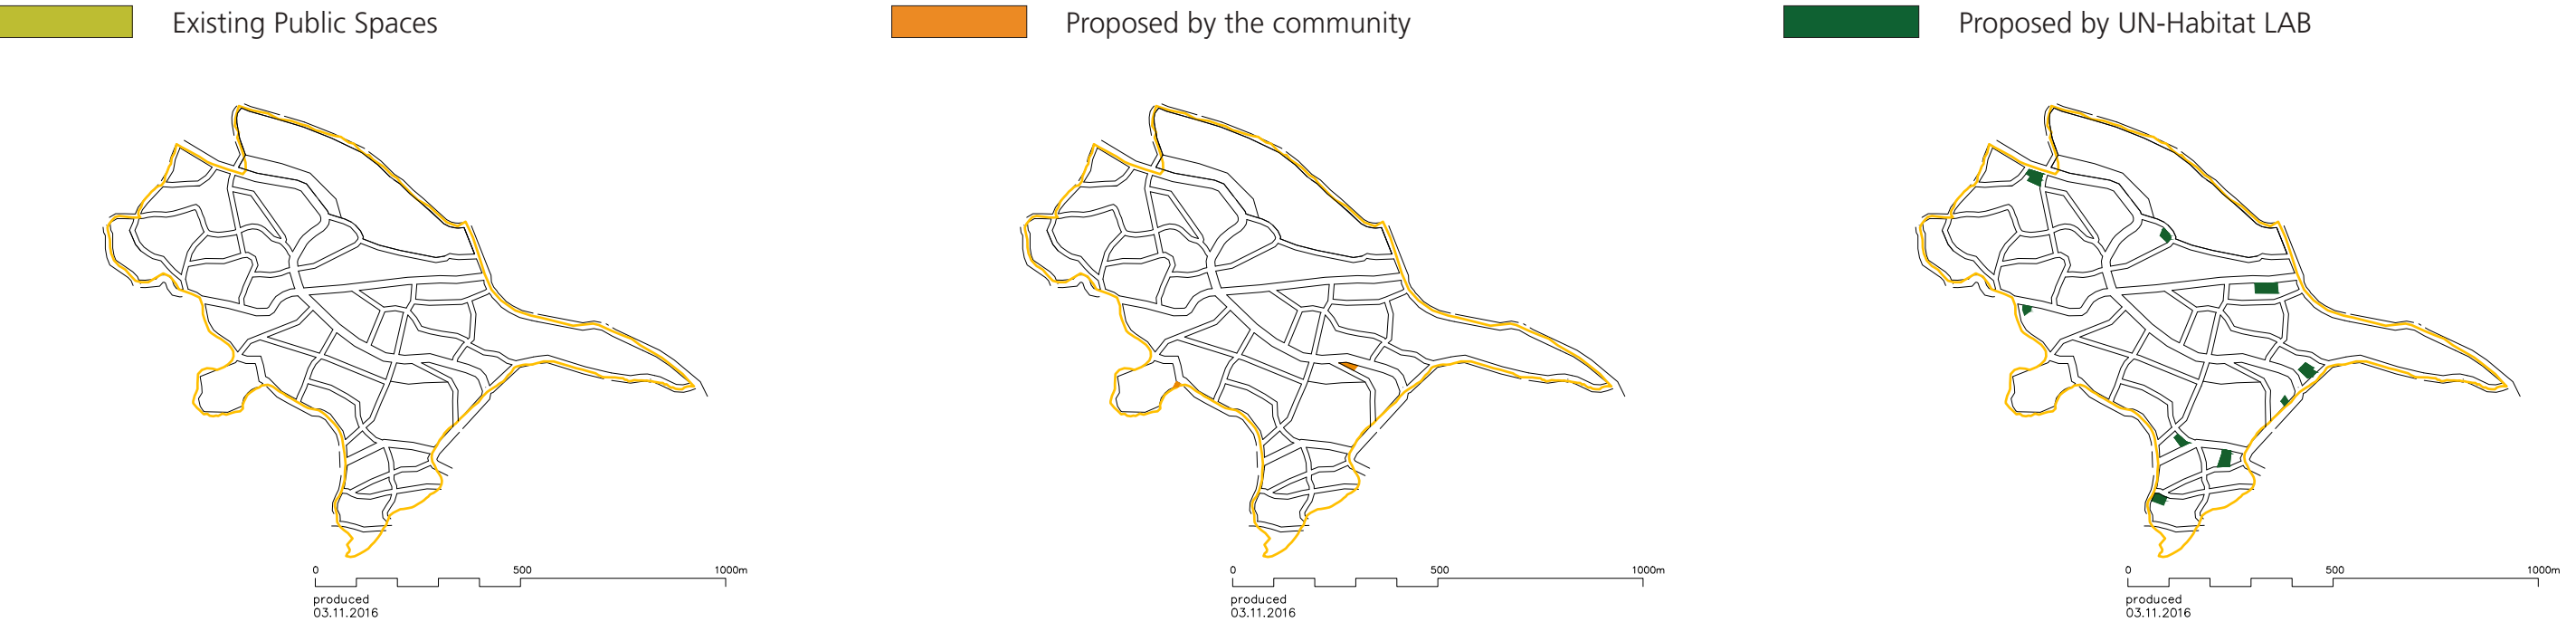 Existing Public Spaces
Proposed by the community
Proposed by UN-Habitat LAB
0 500 1000m
produced
03.11.2016
0 500 1000m
produced
03.11.2016
0 500 1000m
produced
03.11.2016